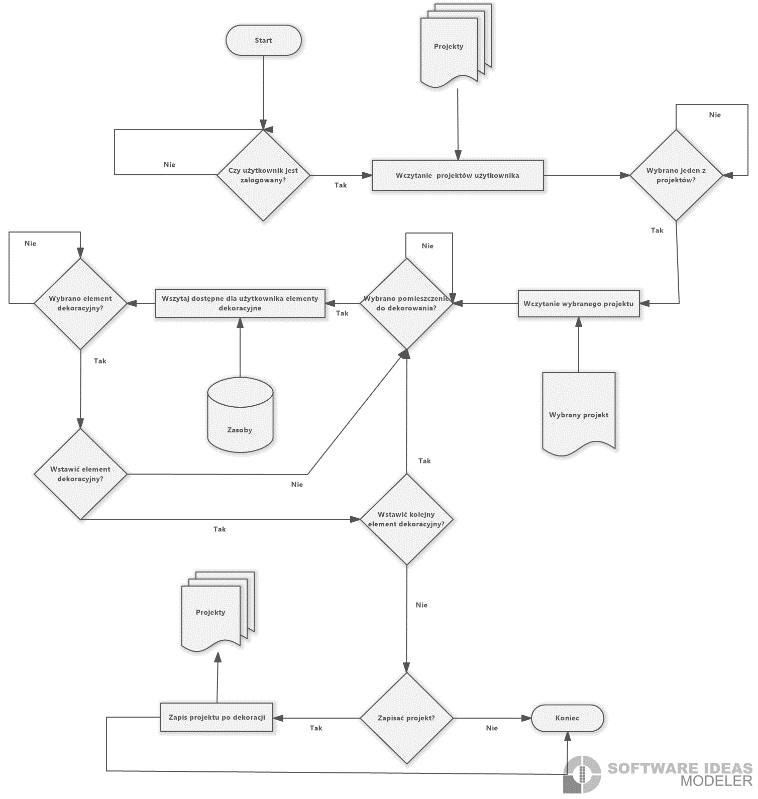 Start
Projekty
Nie
Czy użytkownik jest
zalogowany?
Nie
Tak
Wczytanie projektów użytkownika
Wybrano jeden z
projektów?
Tak
Nie
Wybrano element
dekoracyjny?
Tak
Wszytaj dostępne dla użytkownika elementy
dekoracyjne
Tak
Nie
Wybrano pomieszczenie
do dekorowania?
Wczytanie wybranego projektu
Zasoby
Wybrany projekt
Wstawić element
dekoracyjny?
Nie
Tak
Tak
Wstawić kolejny
element dekoracyjny?
Nie
Projekty
Zapis projektu po dekoracji
Tak
Zapisać projekt?
Nie
Koniec
SOFTWARE IDEAS
MODELER